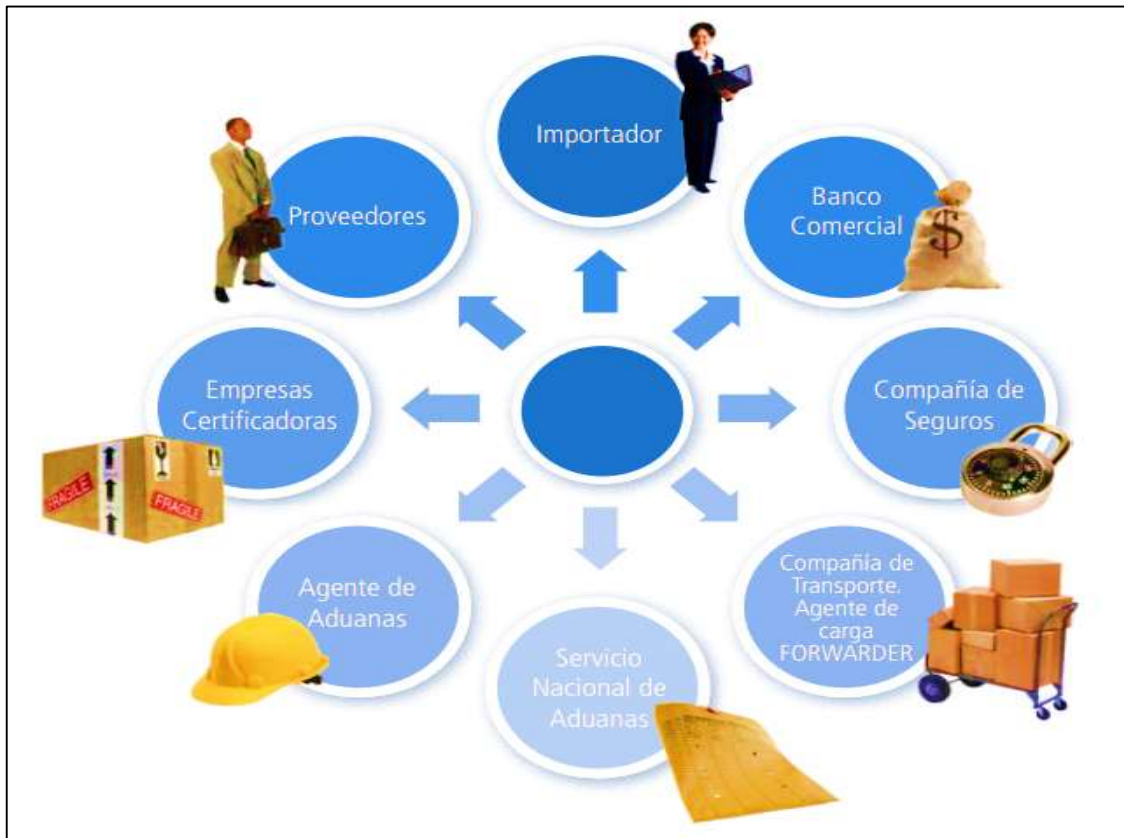 Importador
Banco
Comercial
Compañía de
Seguros
Compañía de
Transporte.
Agente de
carga
FORWARDER
Servicio
Nacional de
Aduanas
Agente de
Aduanas
Empresas
Certificadoras
Proveedores
$
FRAGILE
FRAGILE